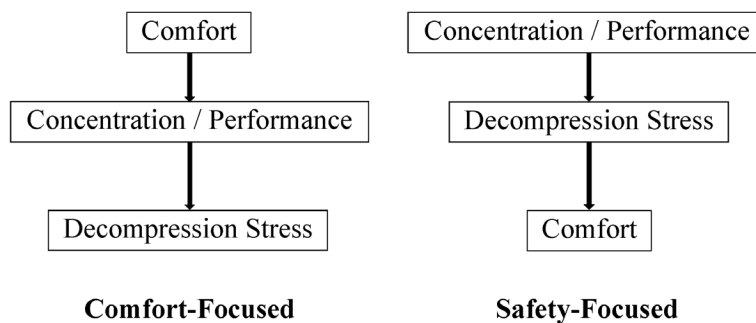 Comfort
Concentration / Performance
Decompression Stress
Comfort-Focused
Concentration / Performance
Decompression Stress
Comfort
Safety-Focused